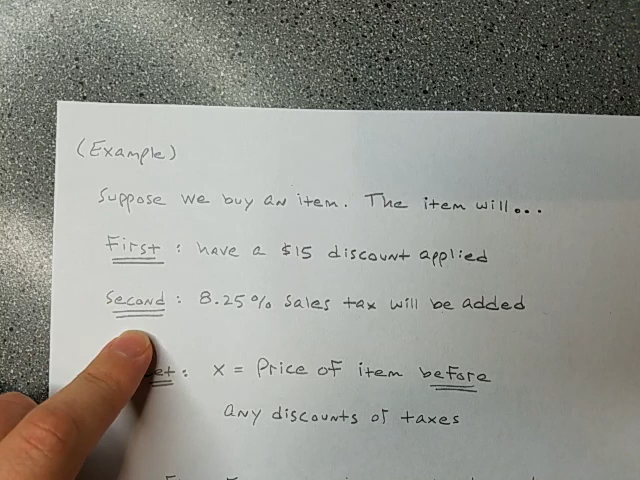 (Example)
Suppose we buy an item. The item will...
First : have a $15 discount applied
Second : 8.25% sales tax will be added
x = Price of item before
any discounts or taxes